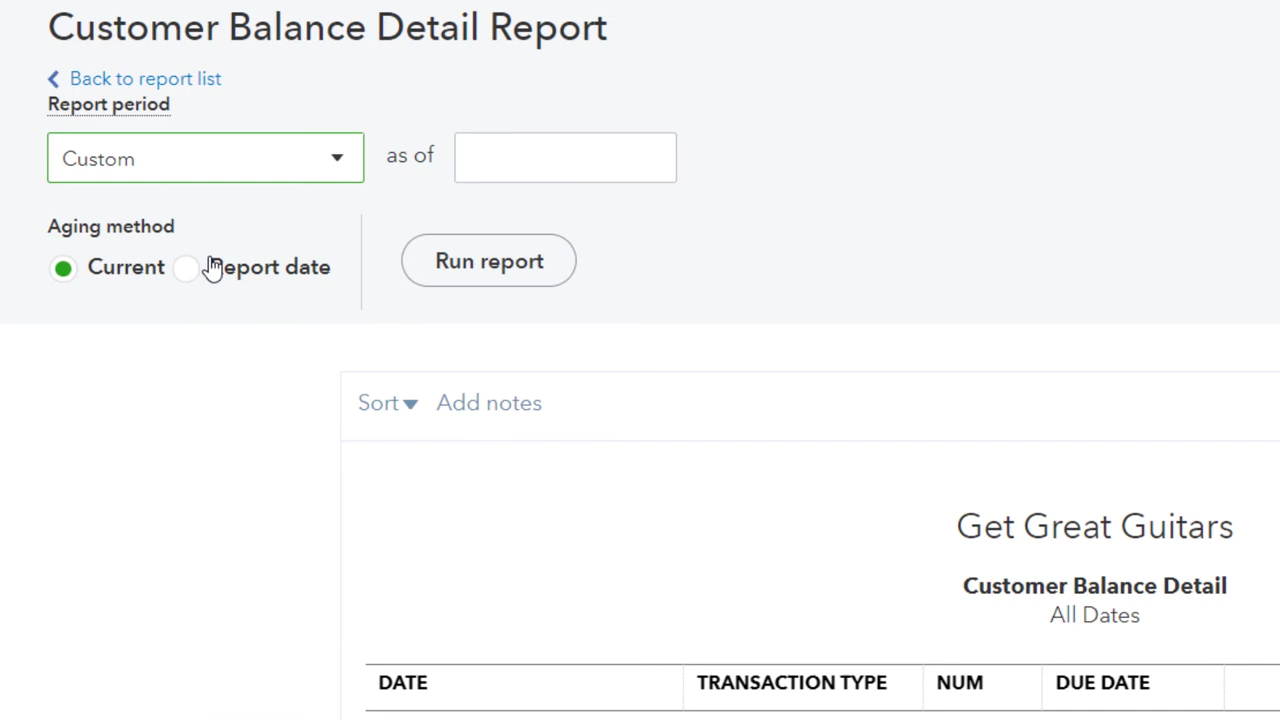 Customer Balance Detail Report
Back to report list
Report period
Custom as of
Aging method
Current Report date
Run report
Sort Add notes
Get Great Guitars
Customer Balance Detail
All Dates
DATE TRANSACTION TYPE NUM DUE DATE